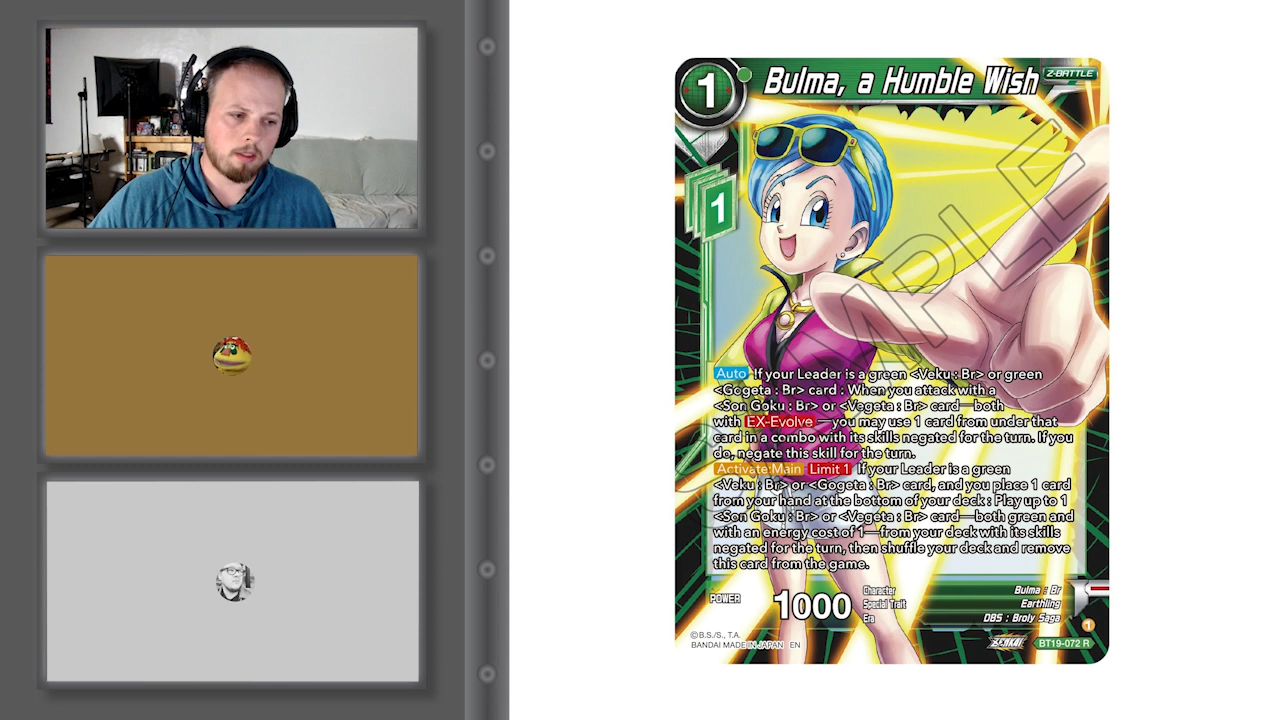 1
Bulma, a Humble Wish
Z-BATTLE
1
SAMPLE
Auto If your Leader is a green <Veku : Br> or green
<Gogeta : Br> card : When you attack with a
<Son Goku : Br> or <Vegeta : Br> card—both
with EX-Evolve—you may use 1 card from under that
card in a combo with its skills negated for the turn. If you
do, negate this skill for the turn.
Activate:Main Limit 1 If your Leader is a green
<Veku : Br> or <Gogeta : Br> card, and you place 1 card
from your hand at the bottom of your deck : Play up to 1
<Son Goku : Br> or <Vegeta : Br> card—both green and
with an energy cost of 1—from your deck with its skills
negated for the turn, then shuffle your deck and remove
this card from the game.
POWER
1000
Character
Bulma : Br
Special Trait
Earthling
Era
DBS : Broly Saga
1
©B.S./S., T.A.
BANDAI MADE IN JAPAN EN
ZENKAI
BT19-072 R